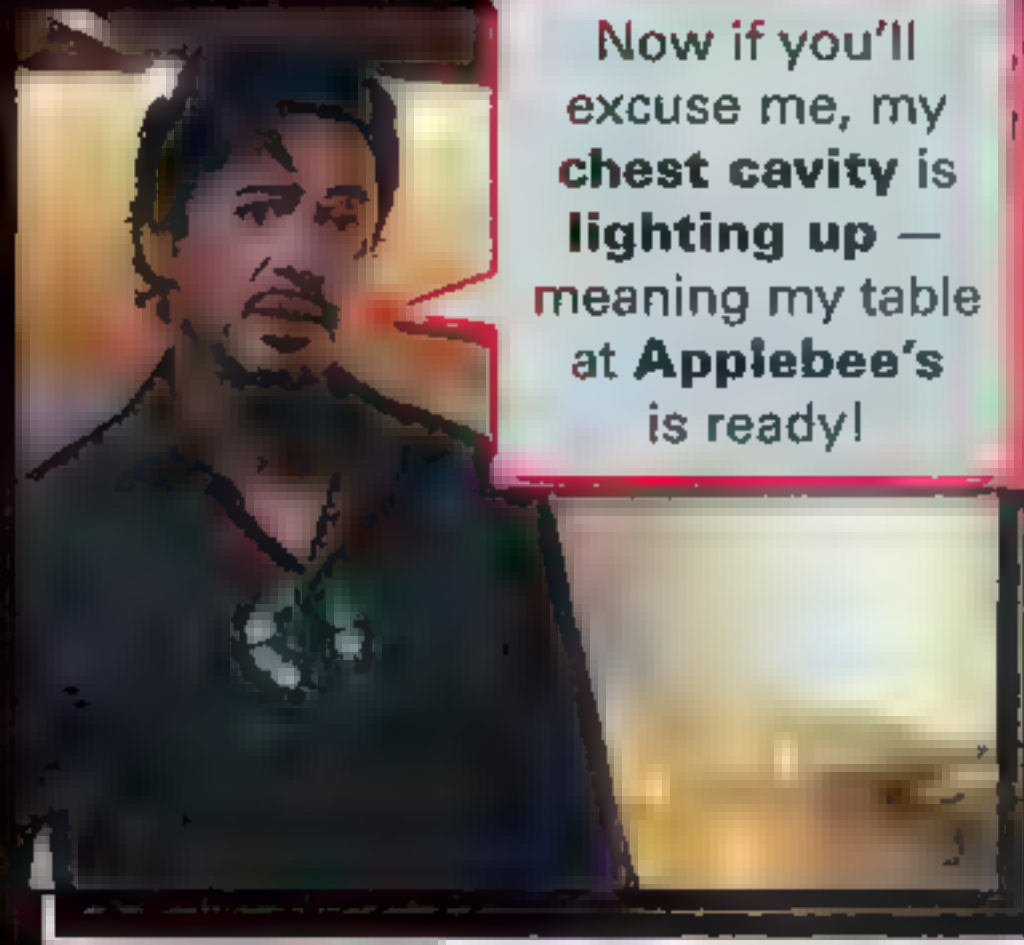 Now if you'll
excuse me, my
chest cavity is
lighting up —
meaning my table
at Applebee's
is ready!